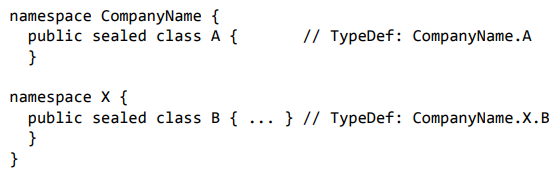 namespace CompanyName {
  public sealed class A {       // TypeDef: CompanyName.A
  }
namespace X {
  public sealed class B { ... } // TypeDef: CompanyName.X.B
  }
}